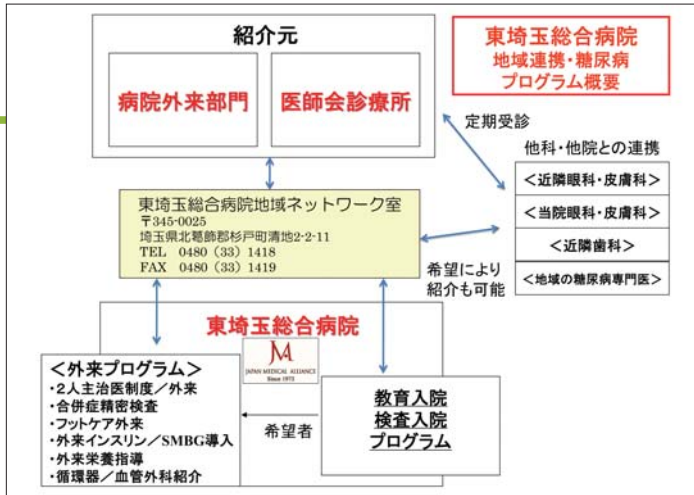 紹介元
病院外来部門
医師会診療所
東埼玉総合病院
地域連携・糖尿病
プログラム概要
定期受診
他科・他院との連携
＜近隣眼科・皮膚科＞
＜当院眼科・皮膚科＞
＜近隣歯科＞
＜地域の糖尿病専門医＞
東埼玉総合病院地域ネットワーク室
〒345-0025
埼玉県北葛飾郡杉戸町清地2-2-11
TEL　0480（33）1418
FAX　0480（33）1419
希望により
紹介も可能
東埼玉総合病院
JMA
JAPAN MEDICAL ALLIANCE
Since 1973
＜外来プログラム＞
・2人主治医制度／外来
・合併症精密検査
・フットケア外来
・外来インスリン／SMBG導入
・外来栄養指導
・循環器／血管外科紹介
希望者
教育入院
検査入院
プログラム